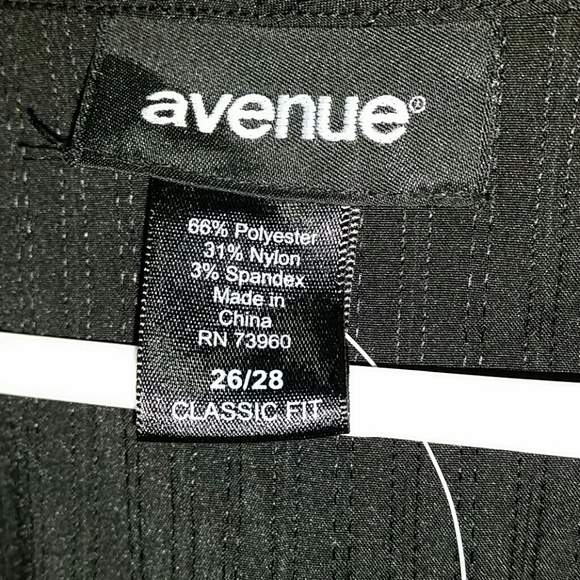 avenue®
66% Polyester
31% Nylon
3% Spandex
Made in
China
RN 73960
26/28
CLASSIC FIT